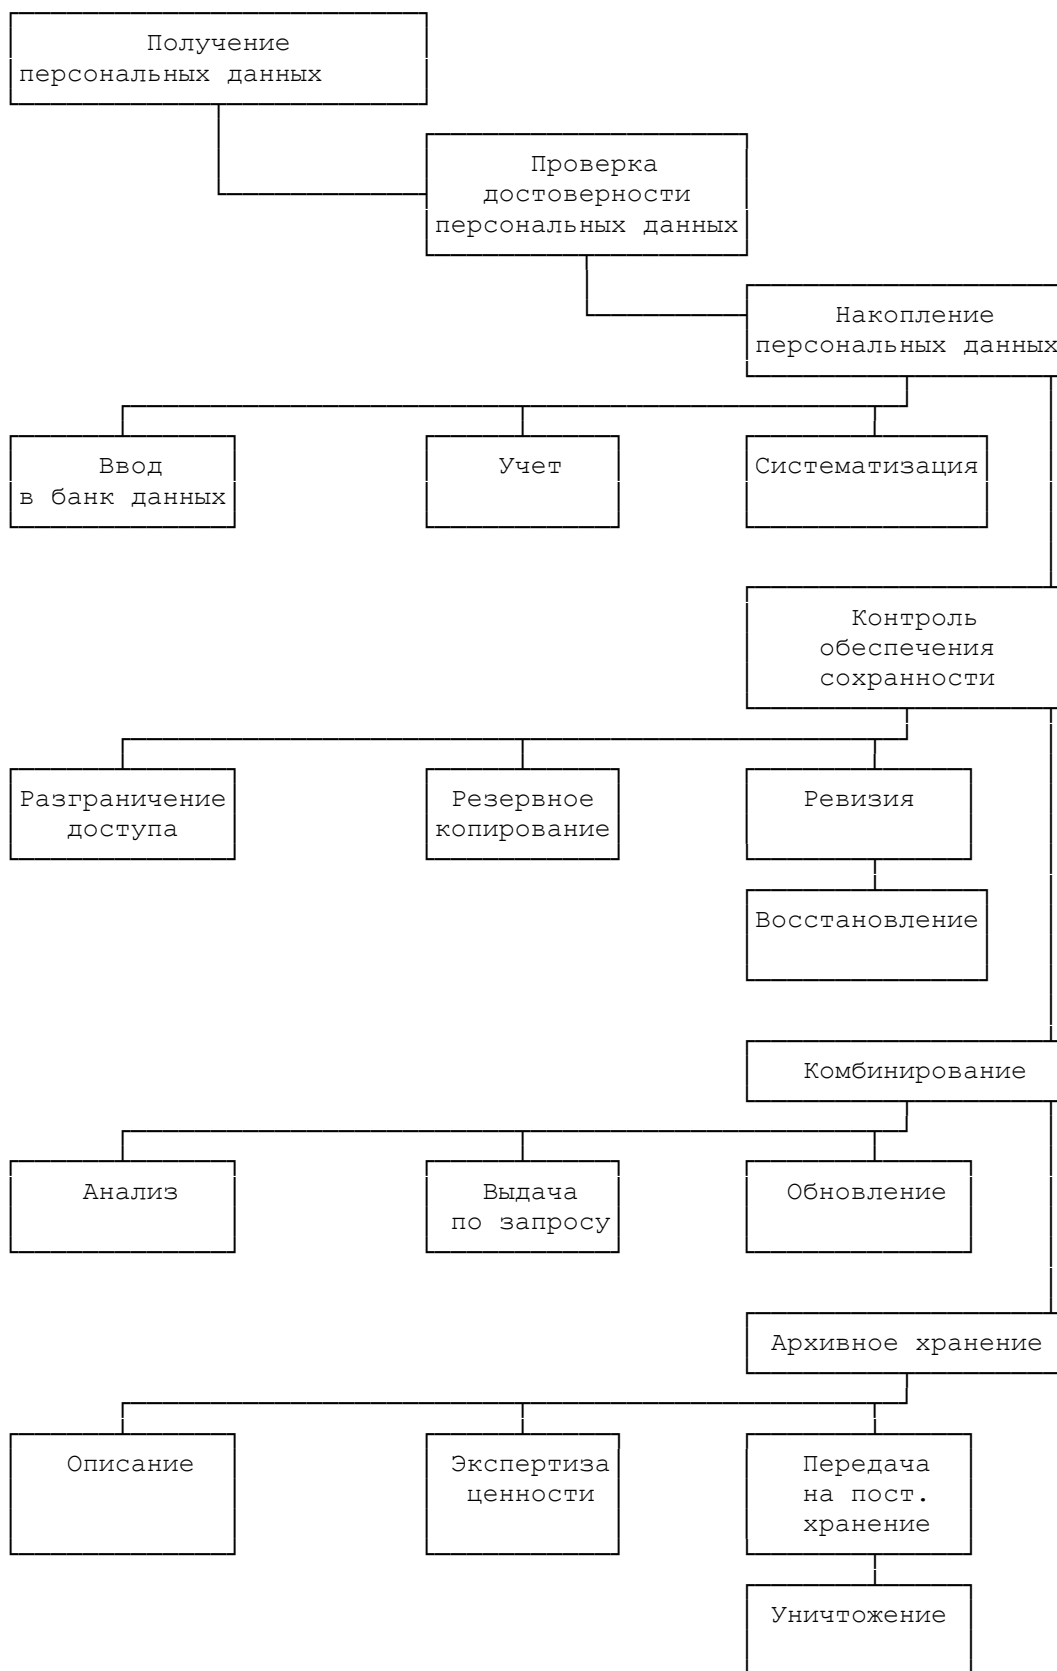 Получение
персональных данных
Проверка
достоверности
персональных данных
Накопление
персональных данных
Ввод
в банк данных
Учет
Систематизация
Контроль
обеспечения
сохранности
Разграничение
доступа
Резервное
копирование
Ревизия
Восстановление
Комбинирование
Анализ
Выдача
по запросу
Обновление
Архивное хранение
Описание
Экспертиза
ценности
Передача
на пост.
хранение
Уничтожение